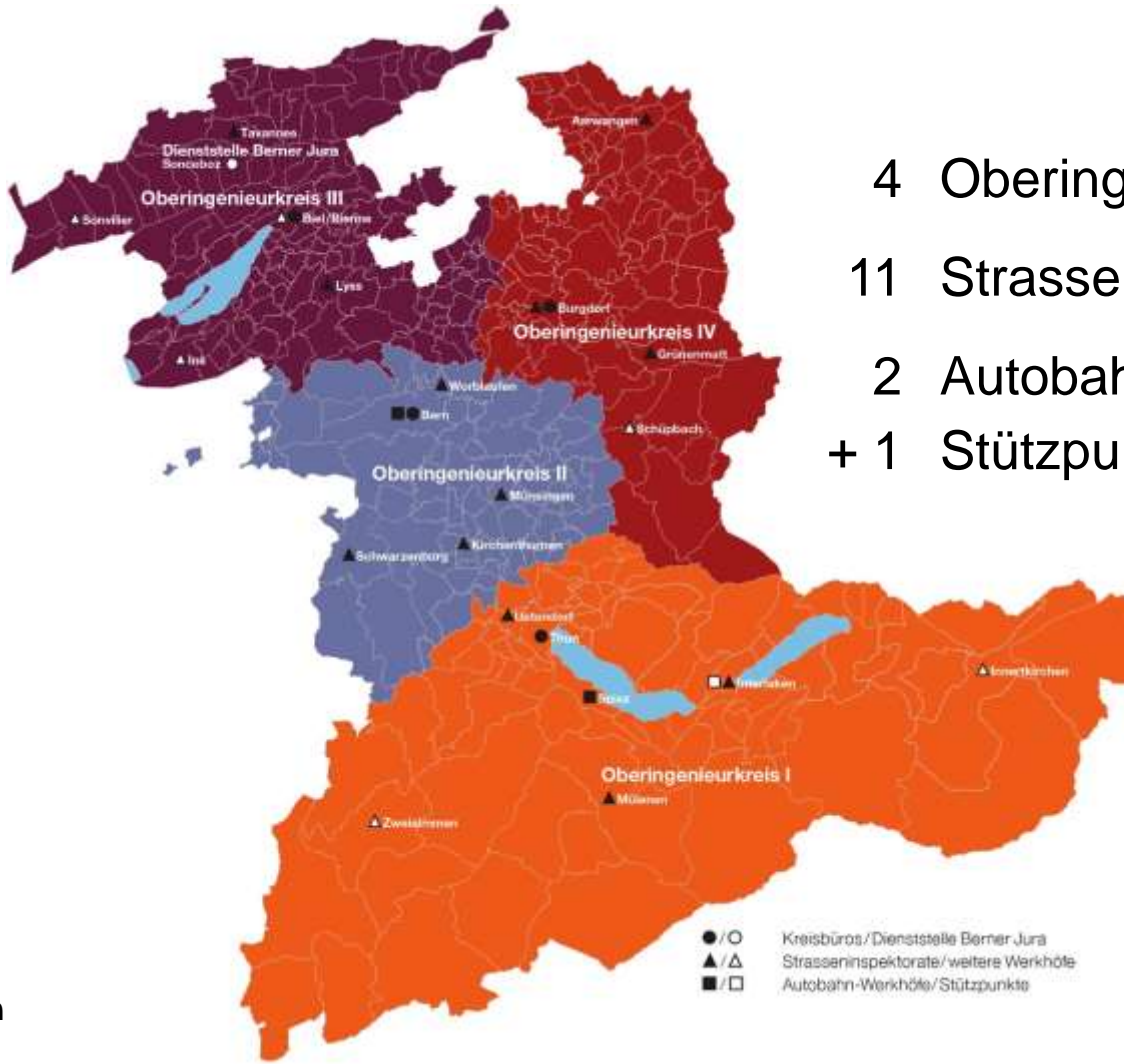 Tavannes
Dienststelle Berner Jura
Sonceboz
Oberingenieurkreis III
Sonvilier
Biel/Bienne
Lyss
Ins
Aarwangen
Burgdorf
Oberingenieurkreis IV
Grünenmatt
Schüpbach
Worblaufen
Bern
Oberingenieurkreis II
Münsingen
Kirchenthurnen
Schwarzenburg
Uetendorf
Thun
Spiez
Interlaken
Innertkirchen
Oberingenieurkreis I
Mülenen
Zweisimmen
4 Obering
11 Strasse
2 Autobah
+ 1 Stützpu
●/○ Kreisbüros/Dienststelle Berner Jura
▲/△ Strasseninspektorate/weitere Werkhöfe
■/□ Autobahn-Werkhöfe/Stützpunkte